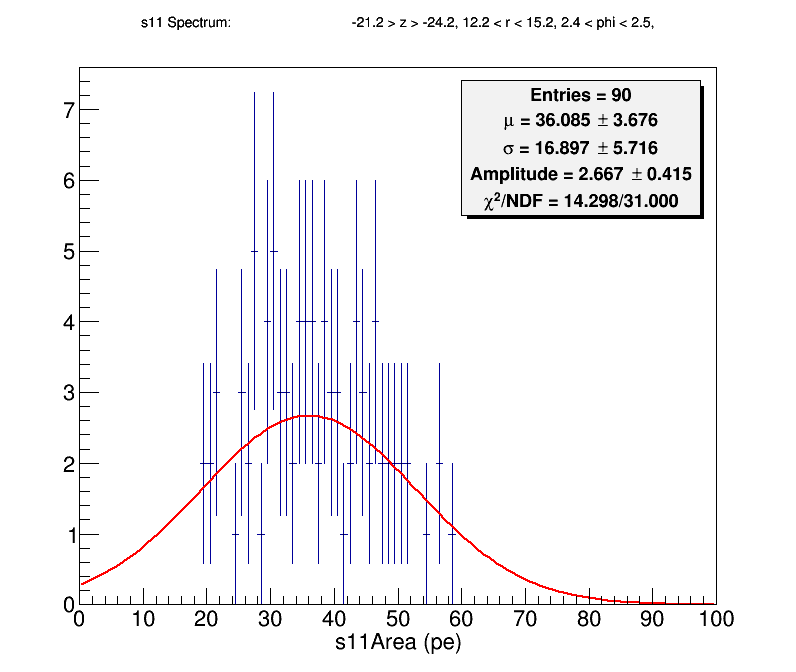 s11 Spectrum: -21.2 > z > -24.2, 12.2 < r < 15.2, 2.4 < phi < 2.5,
Entries = 90
μ = 36.085 ± 3.676
σ = 16.897 ± 5.716
Amplitude = 2.667 ± 0.415
χ²/NDF = 14.298/31.000
7
6
5
4
3
2
1
0
0 10 20 30 40 50 60 70 80 90 100
s11Area (pe)